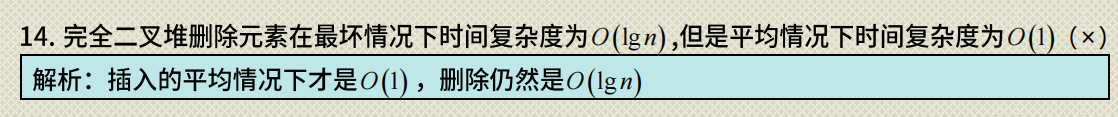 14. 完全二叉堆删除元素在最坏情况下时间复杂度为O(lg n),但是平均情况下时间复杂度为O(1)（×）
解析：插入的平均情况下才是O(1)，删除仍然是O(lg n)